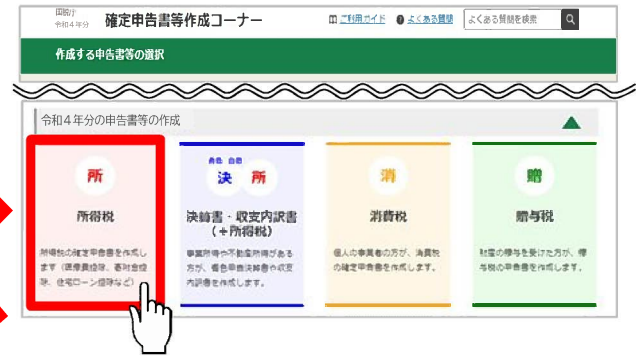 国税庁
令和4年分
確定申告書等作成コーナー
ご利用ガイド
よくある質問
よくある質問を検索
作成する申告書等の選択
令和４年分の申告書等の作成
所
所得税
所得税の確定申告書を作成し
ます（医療費控除、寄附金控
除、住宅ローン控除など）
青色 白色
決 所
決算書・収支内訳書
（＋所得税）
事業所得や不動産所得がある
方が、青色申告決算書や収支
内訳書を作成します。
消
消費税
個人の事業者の方が、消費税
の確定申告書を作成します。
贈
贈与税
財産の贈与を受けた方が、贈
与税の申告書を作成します。